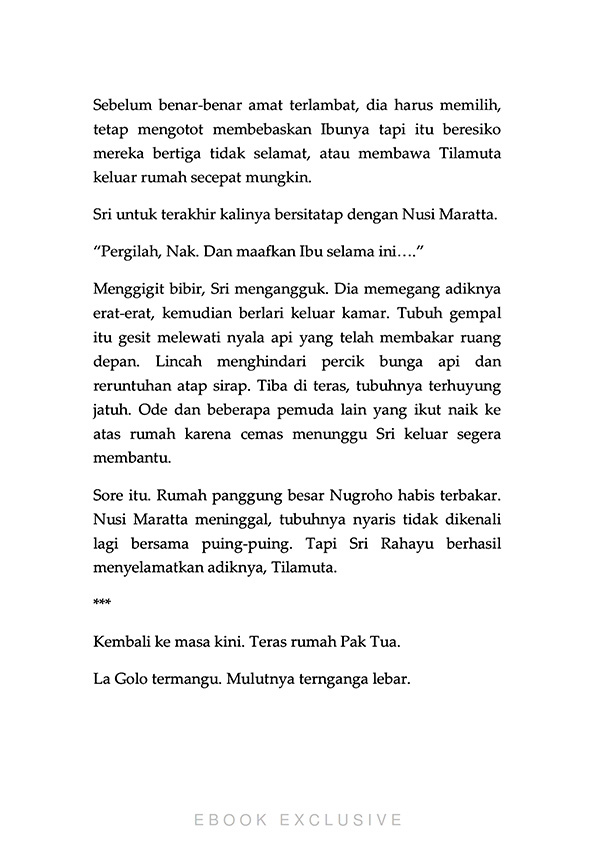 Sebelum benar-benar amat terlambat, dia harus memilih,
tetap mengotot membebaskan Ibunya tapi itu beresiko
mereka bertiga tidak selamat, atau membawa Tilamuta
keluar rumah secepat mungkin.
Sri untuk terakhir kalinya bersitatap dengan Nusi Maratta.
“Pergilah, Nak. Dan maafkan Ibu selama ini….”
Menggigit bibir, Sri mengangguk. Dia memegang adiknya
erat-erat, kemudian berlari keluar kamar. Tubuh gempal
itu gesit melewati nyala api yang telah membakar ruang
depan. Lincah menghindari percik bunga api dan
reruntuhan atap sirap. Tiba di teras, tubuhnya terhuyung
jatuh. Ode dan beberapa pemuda lain yang ikut naik ke
atas rumah karena cemas menunggu Sri keluar segera
membantu.
Sore itu. Rumah panggung besar Nugroho habis terbakar.
Nusi Maratta meninggal, tubuhnya nyaris tidak dikenali
lagi bersama puing-puing. Tapi Sri Rahayu berhasil
menyelamatkan adiknya, Tilamuta.
***
Kembali ke masa kini. Teras rumah Pak Tua.
La Golo termangu. Mulutnya ternganga lebar.
EBOOK EXCLUSIVE